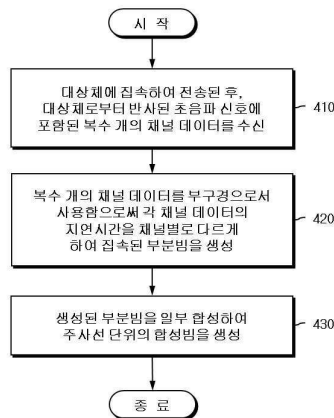 시 작
대상체에 집속하여 전송된 후,
대상체로부터 반사된 초음파 신호에
포함된 복수 개의 채널 데이터를 수신
410
복수 개의 채널 데이터를 부구경으로서
사용함으로써 각 채널 데이터의
지연시간을 채널별로 다르게
하여 집속된 부분빔을 생성
420
생성된 부분빔을 일부 합성하여
주사선 단위의 합성빔을 생성
430
종 료